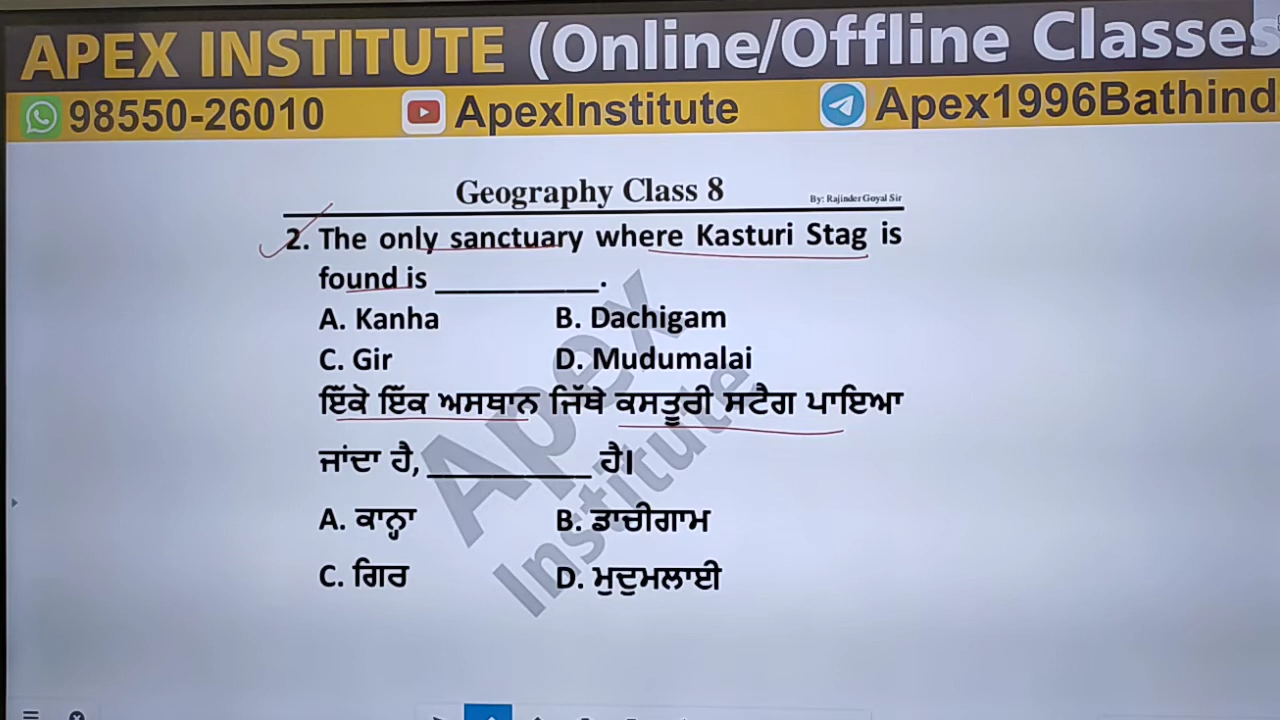 APEX INSTITUTE (Online/Offline Classes
98550-26010 ApexInstitute Apex1996Bathind
Geography Class 8 By: Rajinder Goyal Sir
2. The only sanctuary where Kasturi Stag is
found is __________.
A. Kanha B. Dachigam
C. Gir D. Mudumalai
ਇੱਕੋ ਇੱਕ ਅਸਥਾਨ ਜਿੱਥੇ ਕਸਤੂਰੀ ਸਟੈਗ ਪਾਇਆ
ਜਾਂਦਾ ਹੈ, __________ ਹੈ।
A. ਕਾਨ੍ਹਾ B. ਡਾਚੀਗਾਮ
C. ਗਿਰ D. ਮੁਦੁਮਲਾਈ
Apex
Institute